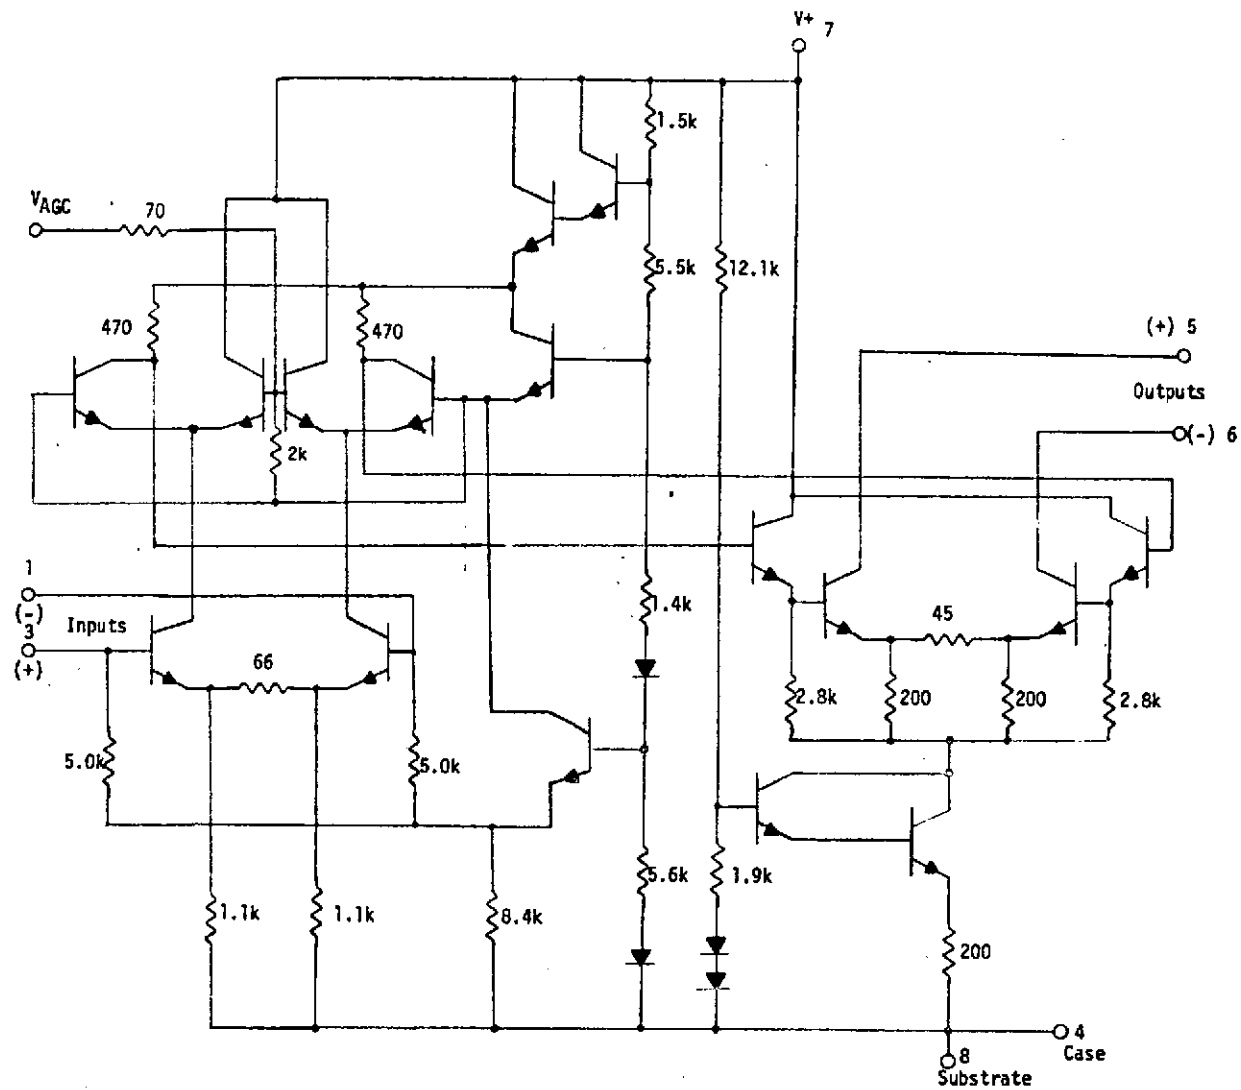 V+ 7
1.5k
VAGC
70
5.5k
12.1k
470
470
(+) 5
Outputs
(-) 6
2k
1
(-)
3
(+)
Inputs
1.4k
45
66
2.8k
200
200
2.8k
5.0k
5.0k
5.6k
1.9k
1.1k
1.1k
8.4k
200
4
Case
8
Substrate